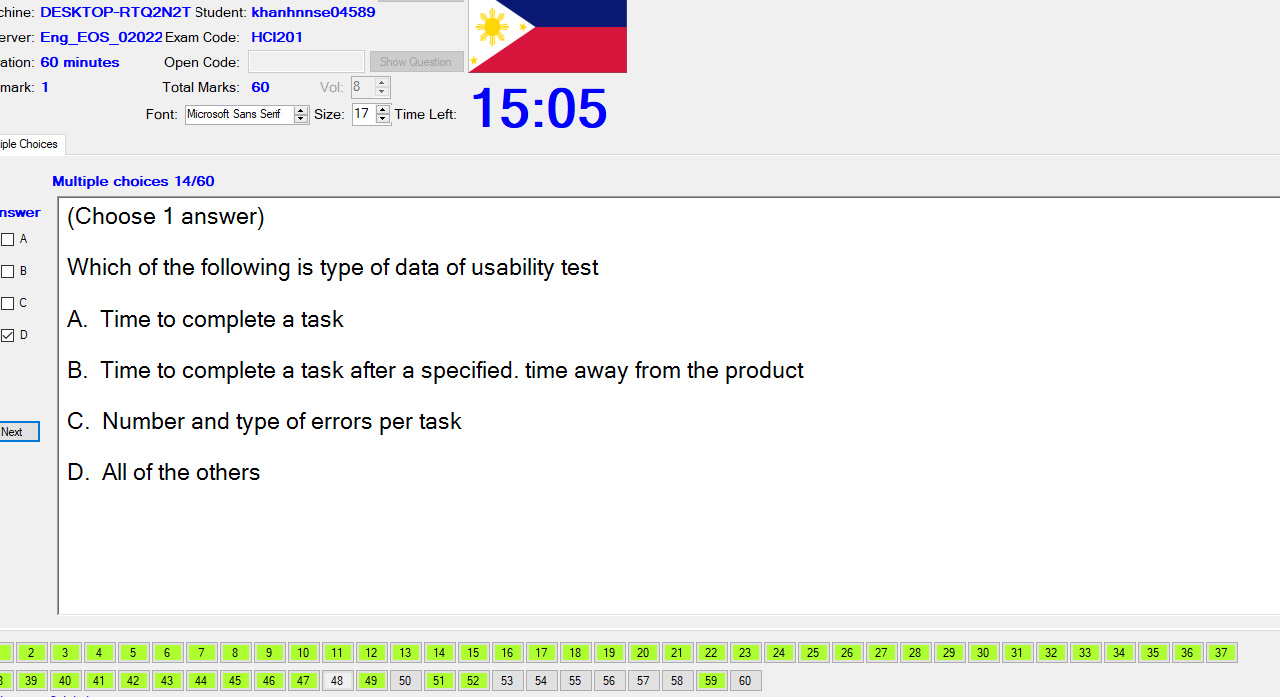 chine: DESKTOP-RTQ2N2T Student: khanhnnse04589
erver: Eng_EOS_02022 Exam Code: HCI201
ation: 60 minutes Open Code: Show Question
mark: 1 Total Marks: 60 Vol: 8
Font: Microsoft Sans Serif Size: 17 Time Left: 15:05
iple Choices
Multiple choices 14/60
nswer
(Choose 1 answer)
A
Which of the following is type of data of usability test
B
C
A. Time to complete a task
D
B. Time to complete a task after a specified. time away from the product
C. Number and type of errors per task
Next
D. All of the others
2 3 4 5 6 7 8 9 10 11 12 13 14 15 16 17 18 19 20 21 22 23 24 25 26 27 28 29 30 31 32 33 34 35 36 37
39 40 41 42 43 44 45 46 47 48 49 50 51 52 53 54 55 56 57 58 59 60